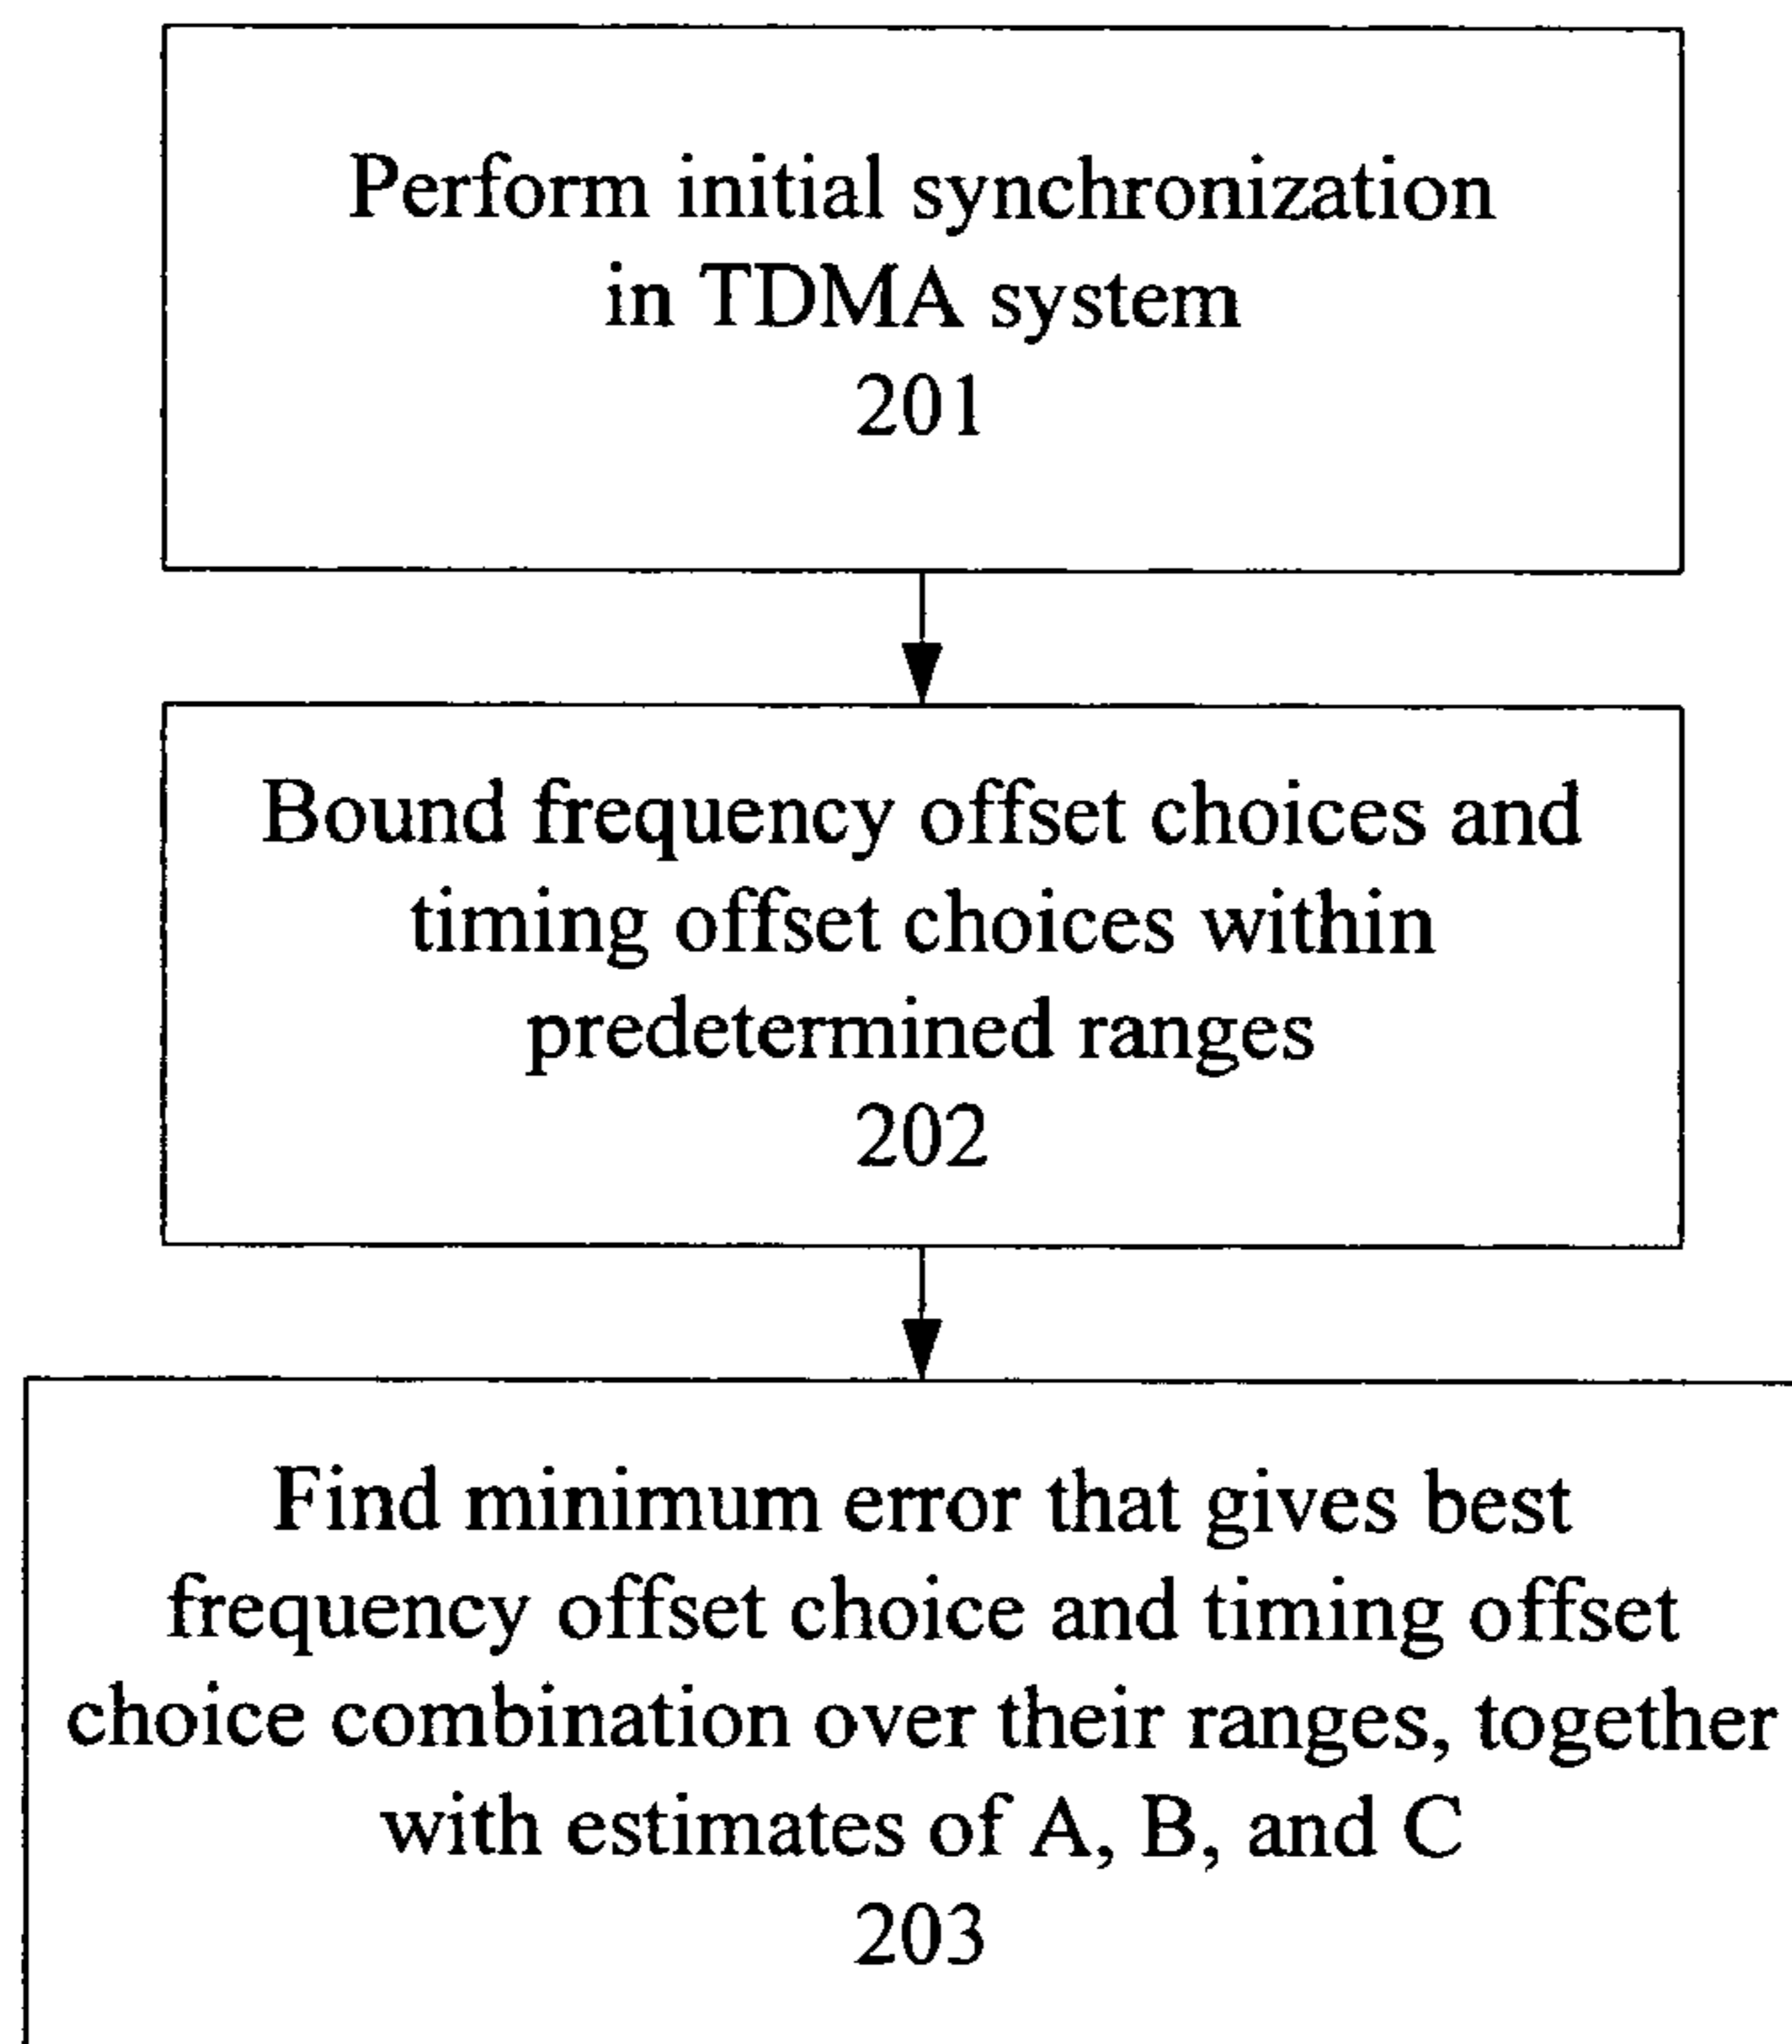 Perform initial synchronization
in TDMA system
201
Bound frequency offset choices and
timing offset choices within
predetermined ranges
202
Find minimum error that gives best
frequency offset choice and timing offset
choice combination over their ranges, together
with estimates of A, B, and C
203